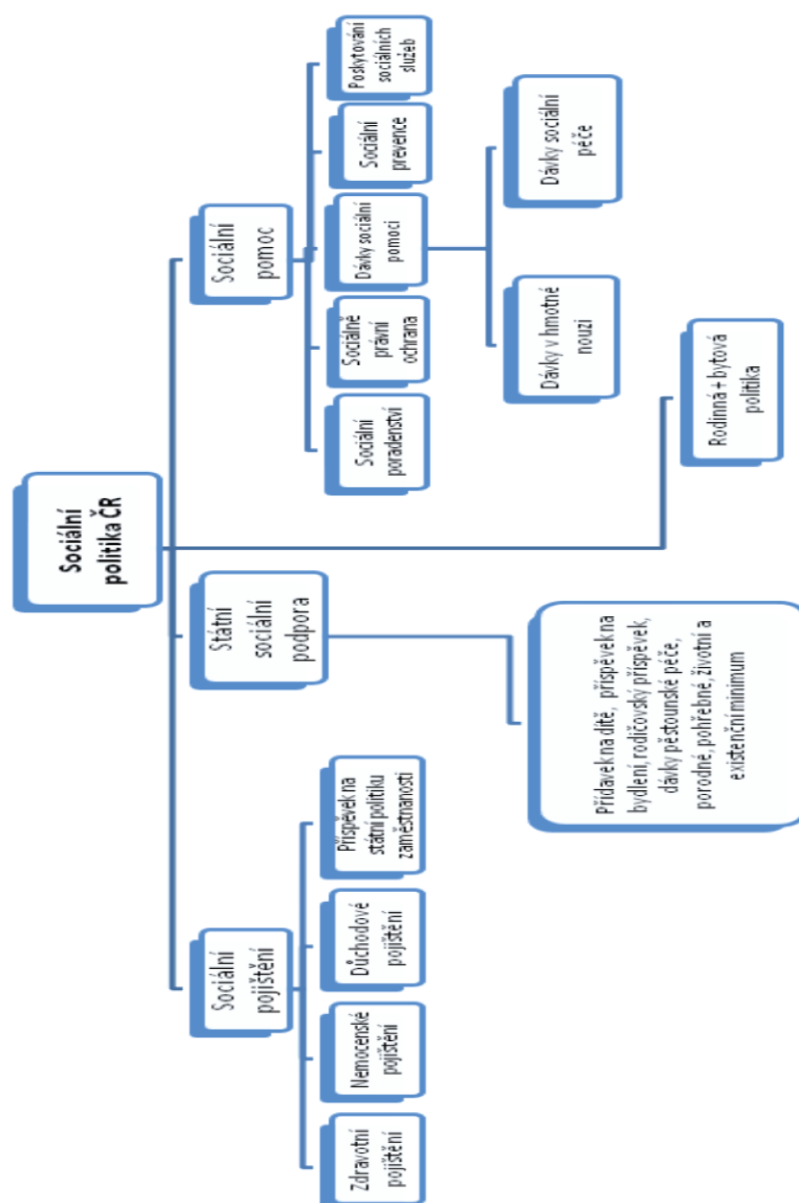 Sociální
politika ČR
Sociální
pojištění
Státní
sociální
podpora
Sociální
pomoc
Zdravotní
pojištění
Nemocenské
pojištění
Důchodové
pojištění
Příspěvek na
státní politiku
zaměstnanosti
Sociální
poradenství
Sociálně
právní
ochrana
Dávky sociální
pomoci
Sociální
prevence
Poskytování
sociálních
služeb
Přídavek na dítě, příspěvek na
bydlení, rodičovský příspěvek,
dávky pěstounské péče,
porodné, pohřebné, životní a
existenční minimum
Dávky v hmotné
nouzi
Dávky sociální
péče
Rodinná + bytová
politika